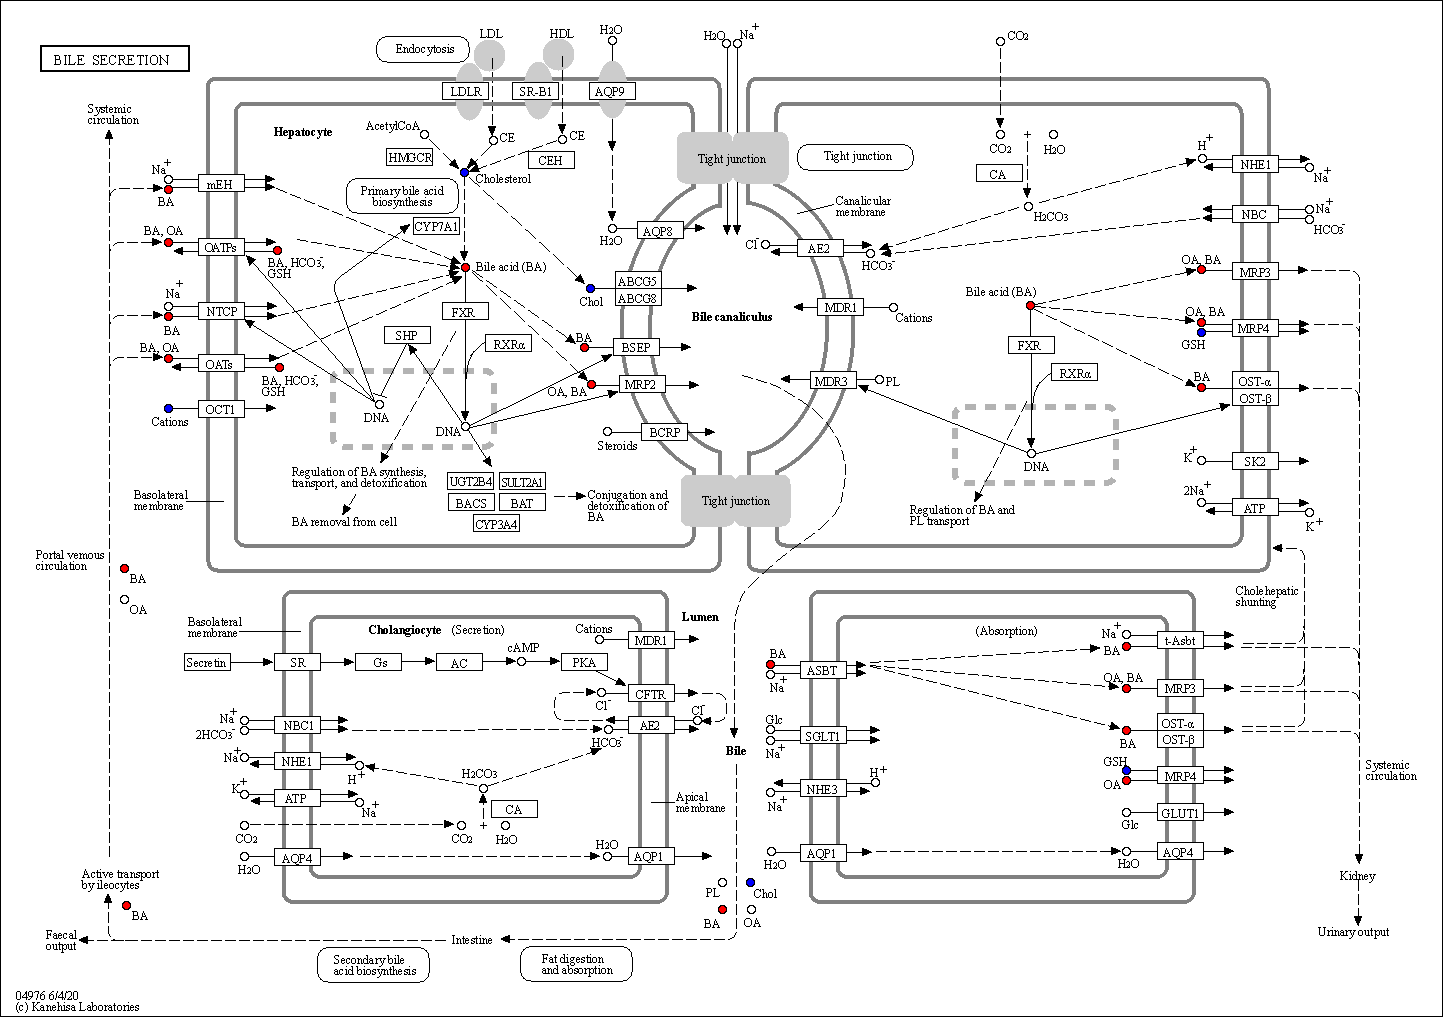 BILE SECRETION
Endocytosis
LDL
HDL
H2O
H2O
Na+
CO2
LDLR
SR-B1
AQP9
Systemic
circulation
Hepatocyte
AcetylCoA
CE
CE
HMGCR
CEH
Cholesterol
Tight junction
Tight junction
CO2
+
H2O
CA
H2CO3
H+
NHE1
Na+
Na+
BA
mEH
Primary bile acid
biosynthesis
CYP7A1
Canalicular
membrane
NBC
Na+
HCO3-
BA, OA
OATPs
BA, HCO3-,
GSH
H2O
AQP8
Cl-
AE2
HCO3-
Bile acid (BA)
ABCG5
ABCG8
Chol
OA, BA
MRP3
Bile acid (BA)
Na+
BA
NTCP
FXR
SHP
RXRα
Bile canaliculus
MDR1
Cations
OA, BA
GSH
MRP4
FXR
RXRα
BA
BSEP
BA, OA
OATs
BA, HCO3-,
GSH
OA, BA
MRP2
MDR3
PL
BA
OST-α
OST-β
Cations
OCT1
DNA
DNA
Steroids
BCRP
DNA
K+
SK2
Regulation of BA synthesis,
transport, and detoxification
BA removal from cell
UGT2B4
SULT2A1
BACS
BAT
CYP3A4
Conjugation and
detoxification of
BA
Tight junction
Regulation of BA and
PL transport
2Na+
ATP
K+
Basolateral
membrane
Portal venous
circulation
BA
OA
Cholehepatic
shunting
Basolateral
membrane
Cholangiocyte
(Secretion)
Cations
MDR1
Lumen
(Absorption)
Na+
BA
t-Asbt
Secretin
SR
Gs
AC
cAMP
PKA
BA
Na+
ASBT
OA, BA
MRP3
Cl-
CFTR
Cl-
AE2
HCO3-
Na+
2HCO3-
NBC1
Glc
Na+
SGLT1
BA
OST-α
OST-β
Bile
Na+
NHE1
H+
H2CO3
GSH
OA
MRP4
Systemic
circulation
K+
ATP
Na+
CA
Apical
membrane
H+
NHE3
Na+
Glc
GLUT1
CO2
CO2
+
H2O
H2O
AQP4
H2O
AQP1
H2O
AQP1
H2O
AQP4
Active transport
by ileocytes
BA
PL
Chol
BA
OA
Kidney
Faecal
output
Intestine
Urinary output
Secondary bile
acid biosynthesis
Fat digestion
and absorption
04976 6/4/20
(c) Kanehisa Laboratories